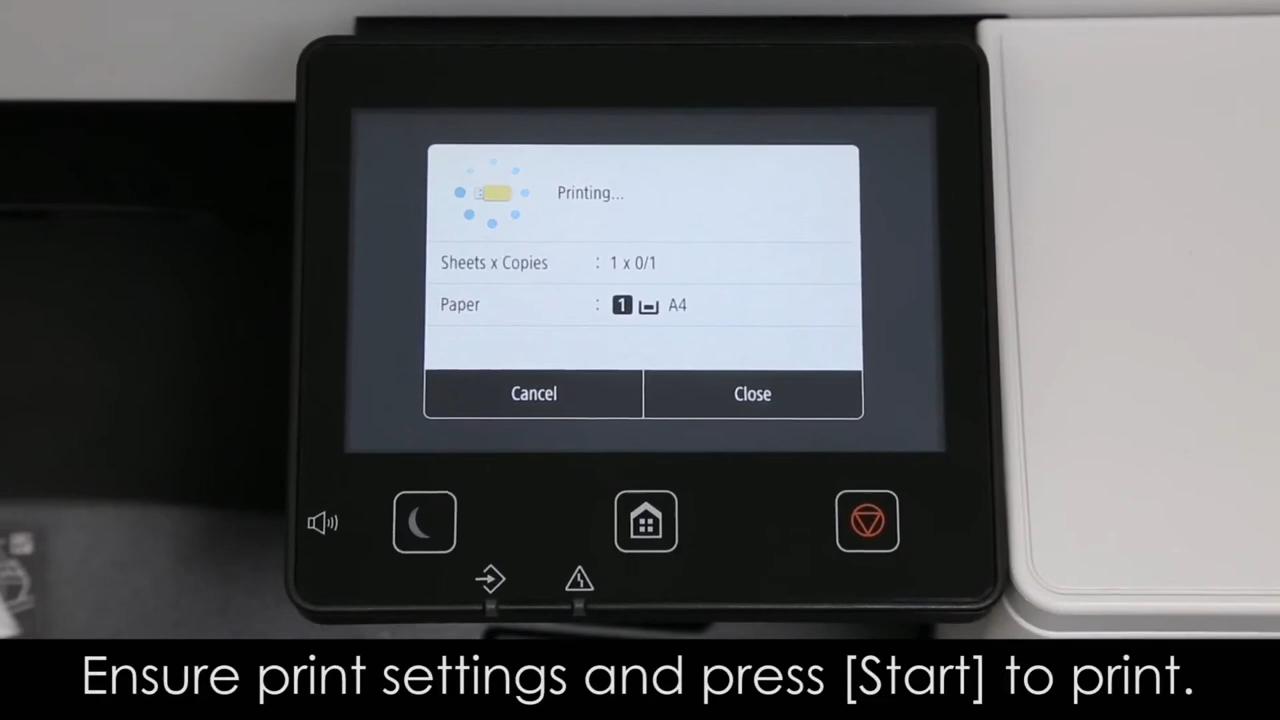 Printing...
Sheets x Copies : 1 x 0/1
Paper : 1 A4
Cancel Close
Ensure print settings and press [Start] to print.